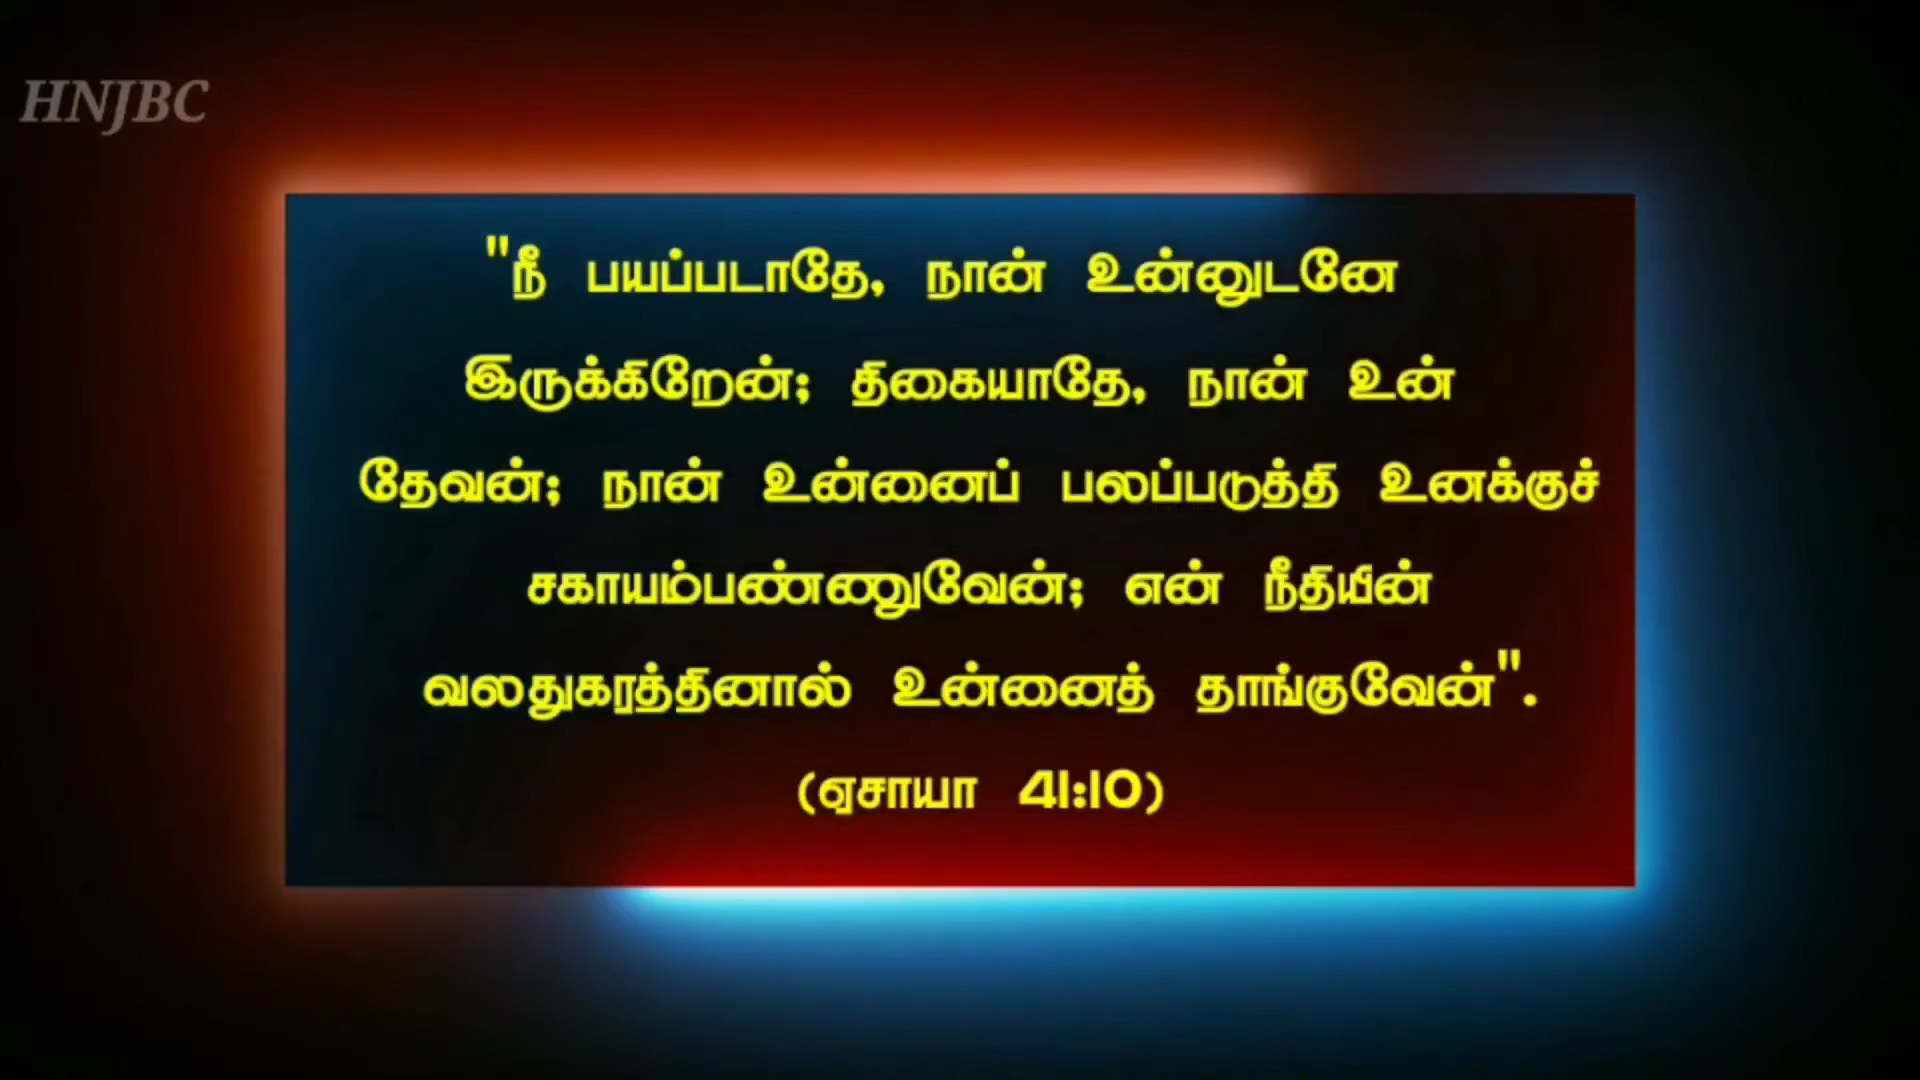 HNJBC
"நீ பயப்படாதே, நான் உன்னுடனே
இருக்கிறேன்; திகையாதே, நான் உன்
தேவன்; நான் உன்னைப் பலப்படுத்தி உனக்குச்
சகாயம்பண்ணுவேன்; என் நீதியின்
வலதுகரத்தினால் உன்னைத் தாங்குவேன்".
(ஏசாயா 41:10)